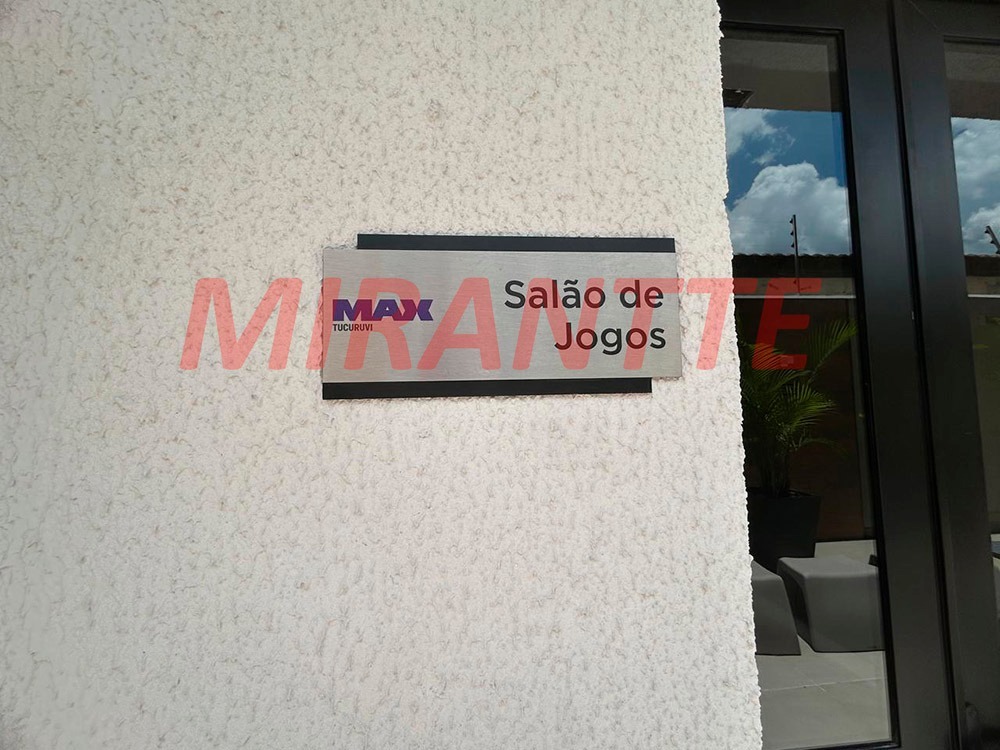 MIRANTTE
MAX
TUCURUVI
Salão de
Jogos